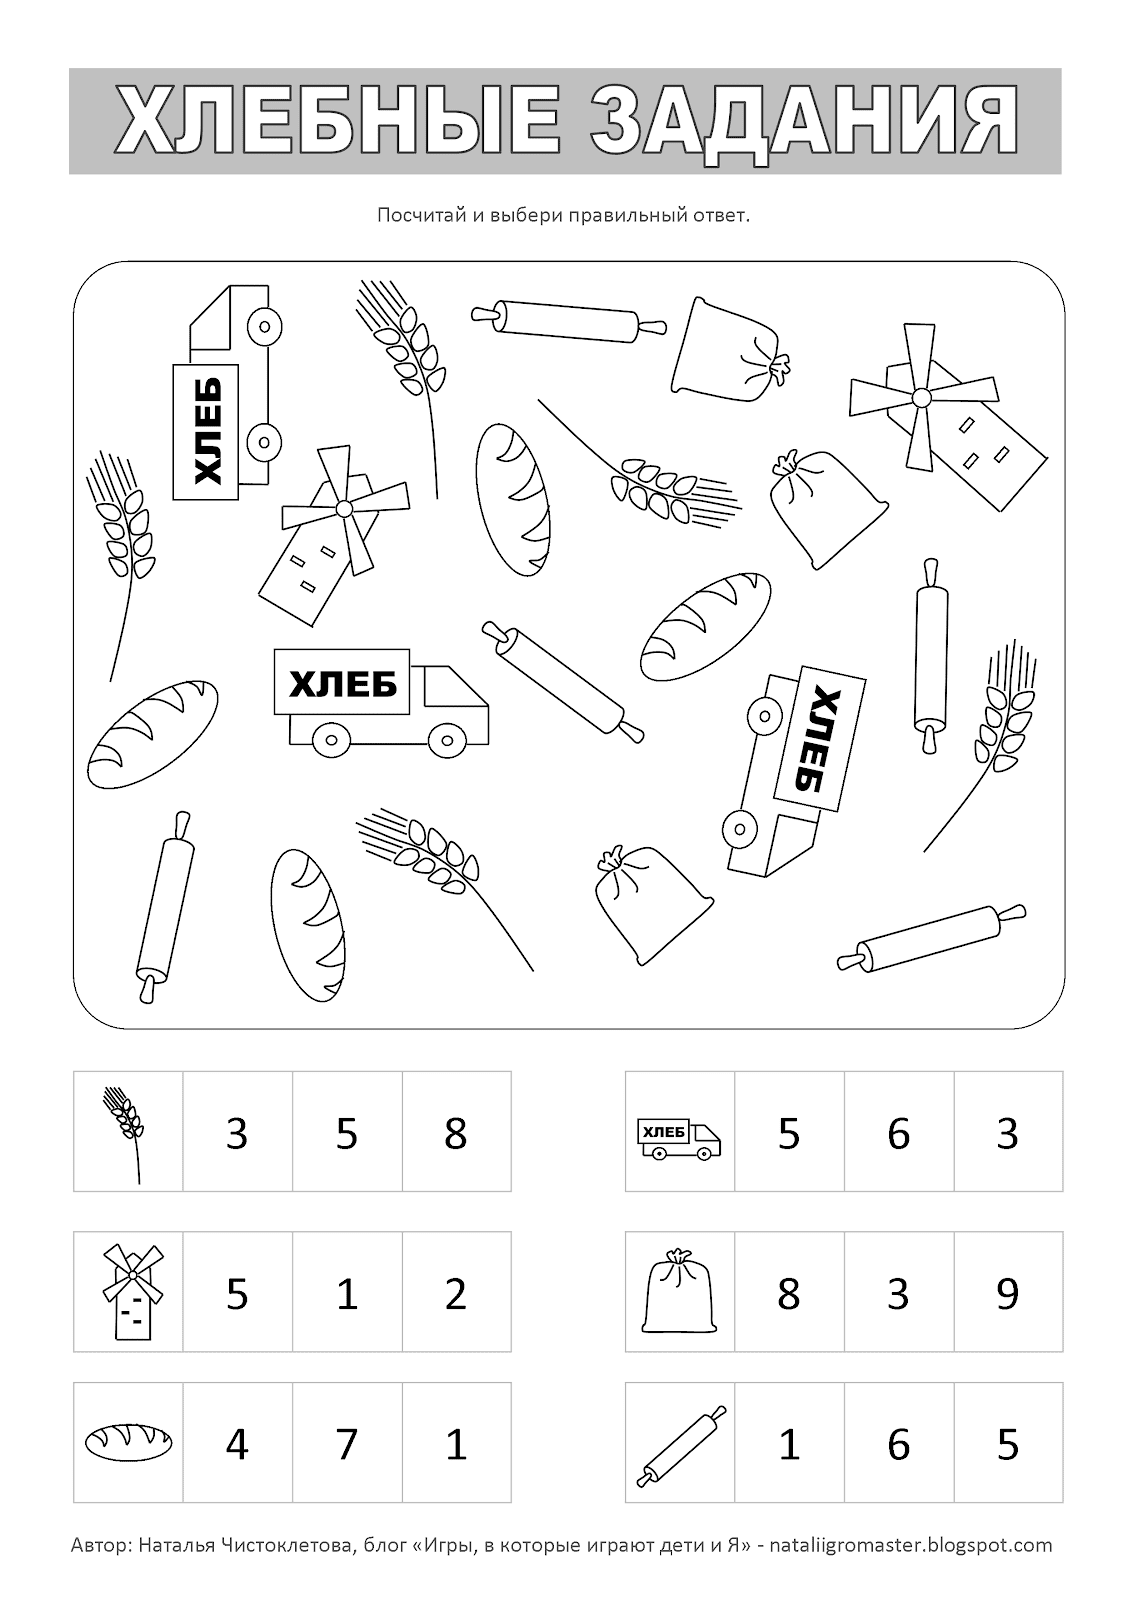 ХЛЕБНЫЕ ЗАДАНИЯ
Посчитай и выбери правильный ответ.
ХЛЕБ
ХЛЕБ
ХЛЕБ
3 5 8
ХЛЕБ 5 6 3
5 1 2
8 3 9
4 7 1
1 6 5
Автор: Наталья Чистоклетова, блог «Игры, в которые играют дети и Я» - nataliigromaster.blogspot.com